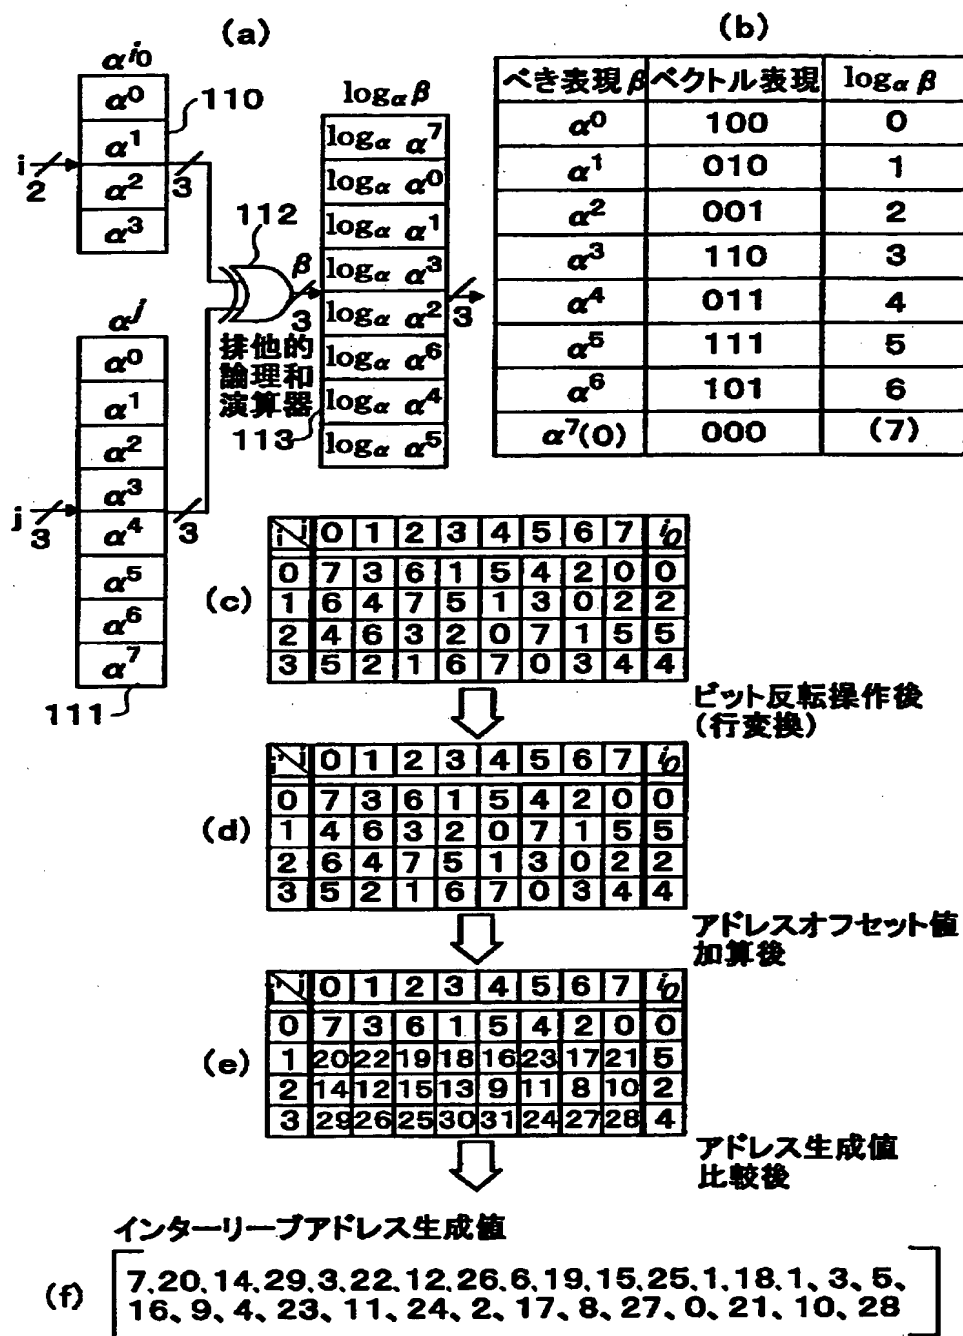 (a)
α^i0
α^0
α^1
α^2
α^3
110
i
2
3
112
α^j
α^0
α^1
α^2
α^3
α^4
α^5
α^6
α^7
111
j
3
3
β
3
排他的
論理和
演算器
113
logα β
logα α^7
logα α^0
logα α^1
logα α^3
logα α^2
logα α^6
logα α^4
logα α^5
3
(b)
べき表現 β ベクトル表現 logα β
α^0 100 0
α^1 010 1
α^2 001 2
α^3 110 3
α^4 011 4
α^5 111 5
α^6 101 6
α^7(0) 000 (7)
(c)
i j 0 1 2 3 4 5 6 7 i0
0 7 3 6 1 5 4 2 0 0
1 6 4 7 5 1 3 0 2 2
2 4 6 3 2 0 7 1 5 5
3 5 2 1 6 7 0 3 4 4
ビット反転操作後
(行変換)
(d)
i' j 0 1 2 3 4 5 6 7 i0
0 7 3 6 1 5 4 2 0 0
1 4 6 3 2 0 7 1 5 5
2 6 4 7 5 1 3 0 2 2
3 5 2 1 6 7 0 3 4 4
アドレスオフセット値
加算後
(e)
i' j 0 1 2 3 4 5 6 7 i0
0 7 3 6 1 5 4 2 0 0
1 20 22 19 18 16 23 17 21 5
2 14 12 15 13 9 11 8 10 2
3 29 26 25 30 31 24 27 28 4
アドレス生成値
比較後
インターリーブアドレス生成値
(f)
7,20,14,29,3,22,12,26,6,19,15,25,1,18,1、3、5、
16、9、4、23、11、24、2、17、8、27、0、21、10、28